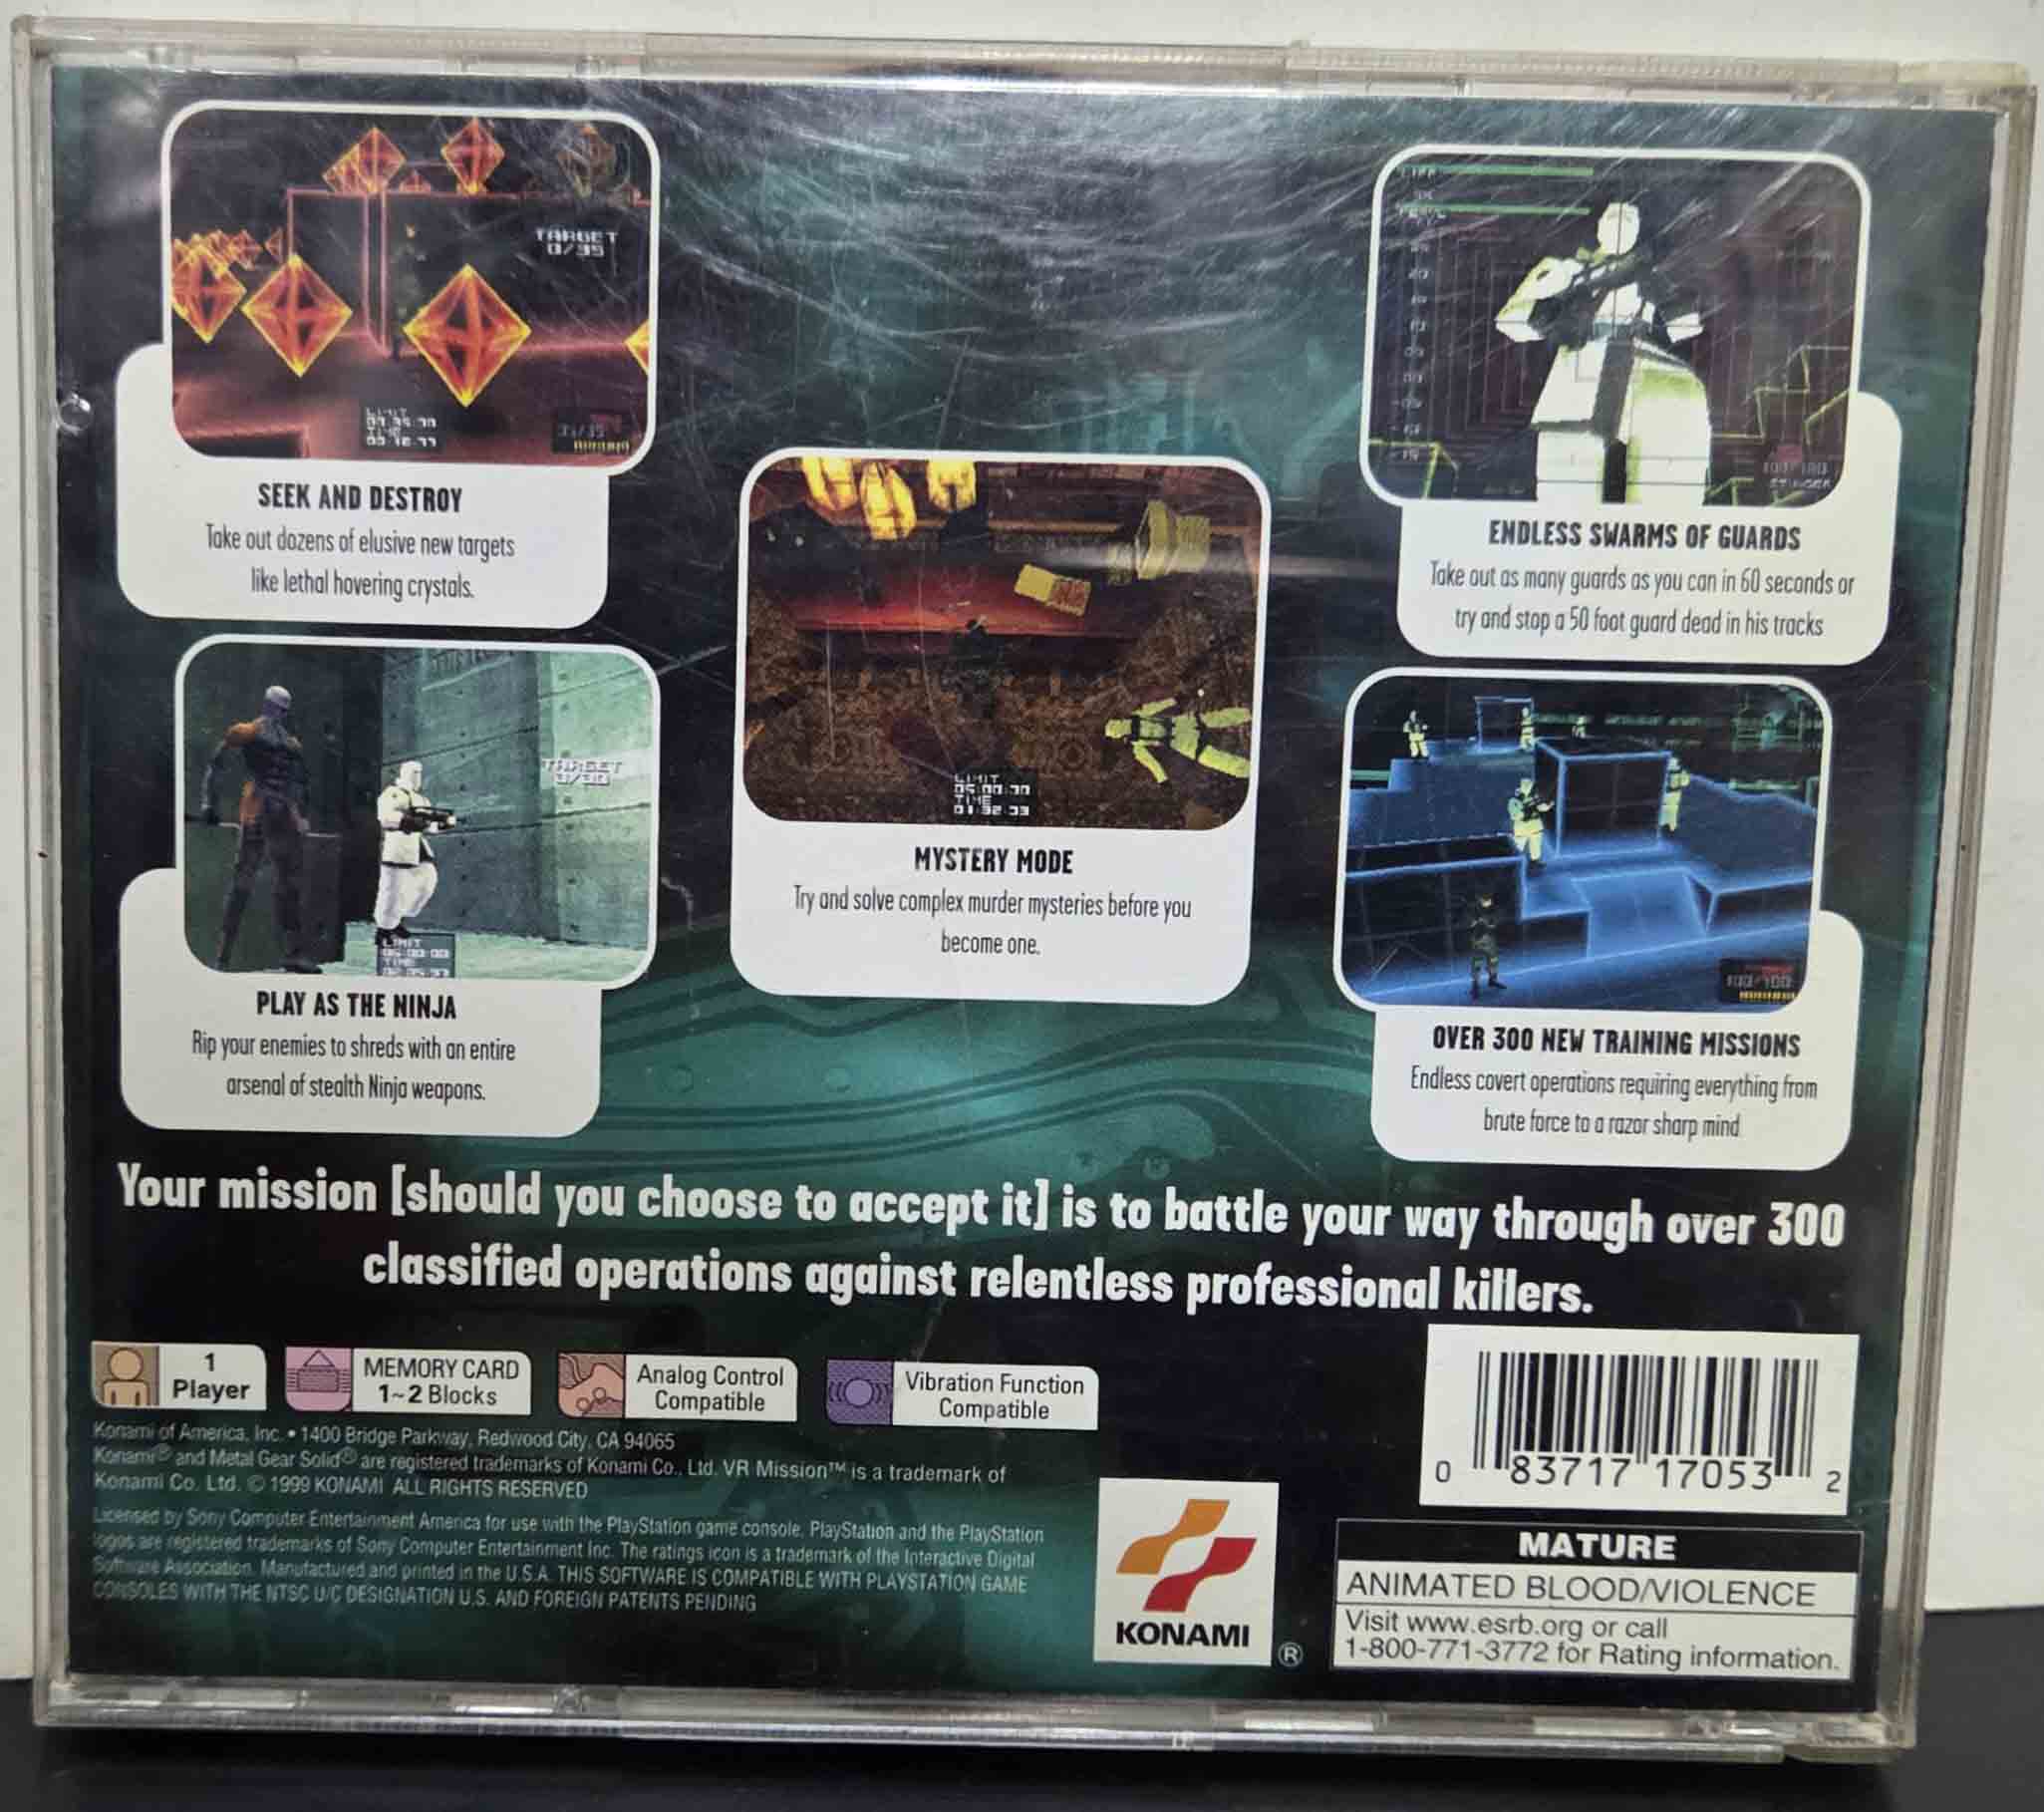 TARGET
0/35
SEEK AND DESTROY
Take out dozens of elusive new targets
like lethal hovering crystals.
ENDLESS SWARMS OF GUARDS
Take out as many guards as you can in 60 seconds or
try and stop a 50 foot guard dead in his tracks
LIMIT
TIME
MYSTERY MODE
Try and solve complex murder mysteries before you
become one.
TARGET
LIMIT
TIME
PLAY AS THE NINJA
Rip your enemies to shreds with an entire
arsenal of stealth Ninja weapons.
100/100
OVER 300 NEW TRAINING MISSIONS
Endless covert operations requiring everything from
brute force to a razor sharp mind
Your mission [should you choose to accept it] is to battle your way through over 300
classified operations against relentless professional killers.
1
Player
MEMORY CARD
1~2 Blocks
Analog Control
Compatible
Vibration Function
Compatible
Konami of America, Inc. • 1400 Bridge Parkway, Redwood City, CA 94065
Konami® and Metal Gear Solid® are registered trademarks of Konami Co., Ltd. VR Mission™ is a trademark of
Konami Co. Ltd. © 1999 KONAMI ALL RIGHTS RESERVED
Licensed by Sony Computer Entertainment America for use with the PlayStation game console. PlayStation and the PlayStation
logos are registered trademarks of Sony Computer Entertainment Inc. The ratings icon is a trademark of the Interactive Digital
Software Association. Manufactured and printed in the U.S.A. THIS SOFTWARE IS COMPATIBLE WITH PLAYSTATION GAME
CONSOLES WITH THE NTSC U/C DESIGNATION U.S. AND FOREIGN PATENTS PENDING
KONAMI
®
0 83717 17053 2
MATURE
ANIMATED BLOOD/VIOLENCE
Visit www.esrb.org or call
1-800-771-3772 for Rating information.